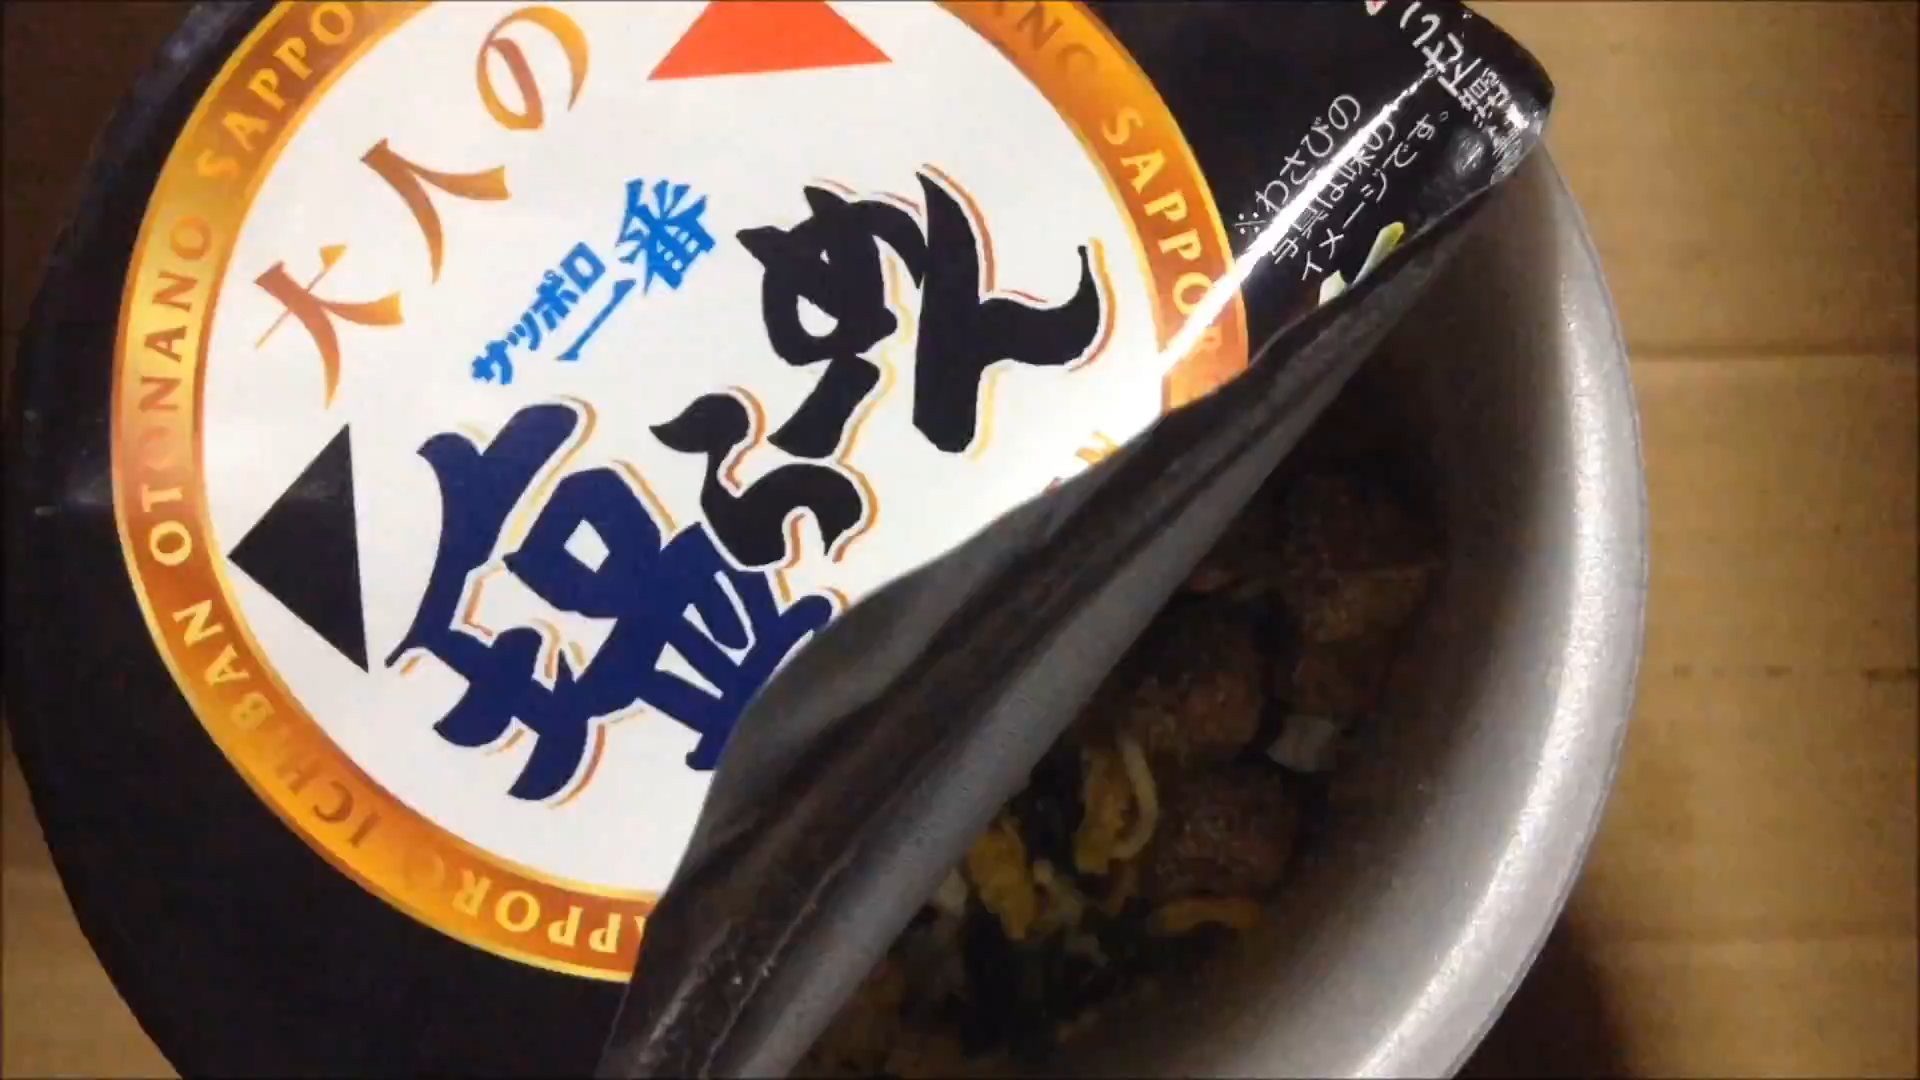 大人の
サッポロ一番
塩らーめん
※わさびの
写真は味の
イメージです。
SAPPO
OTONANO
ICHIBAN
SAPPORO